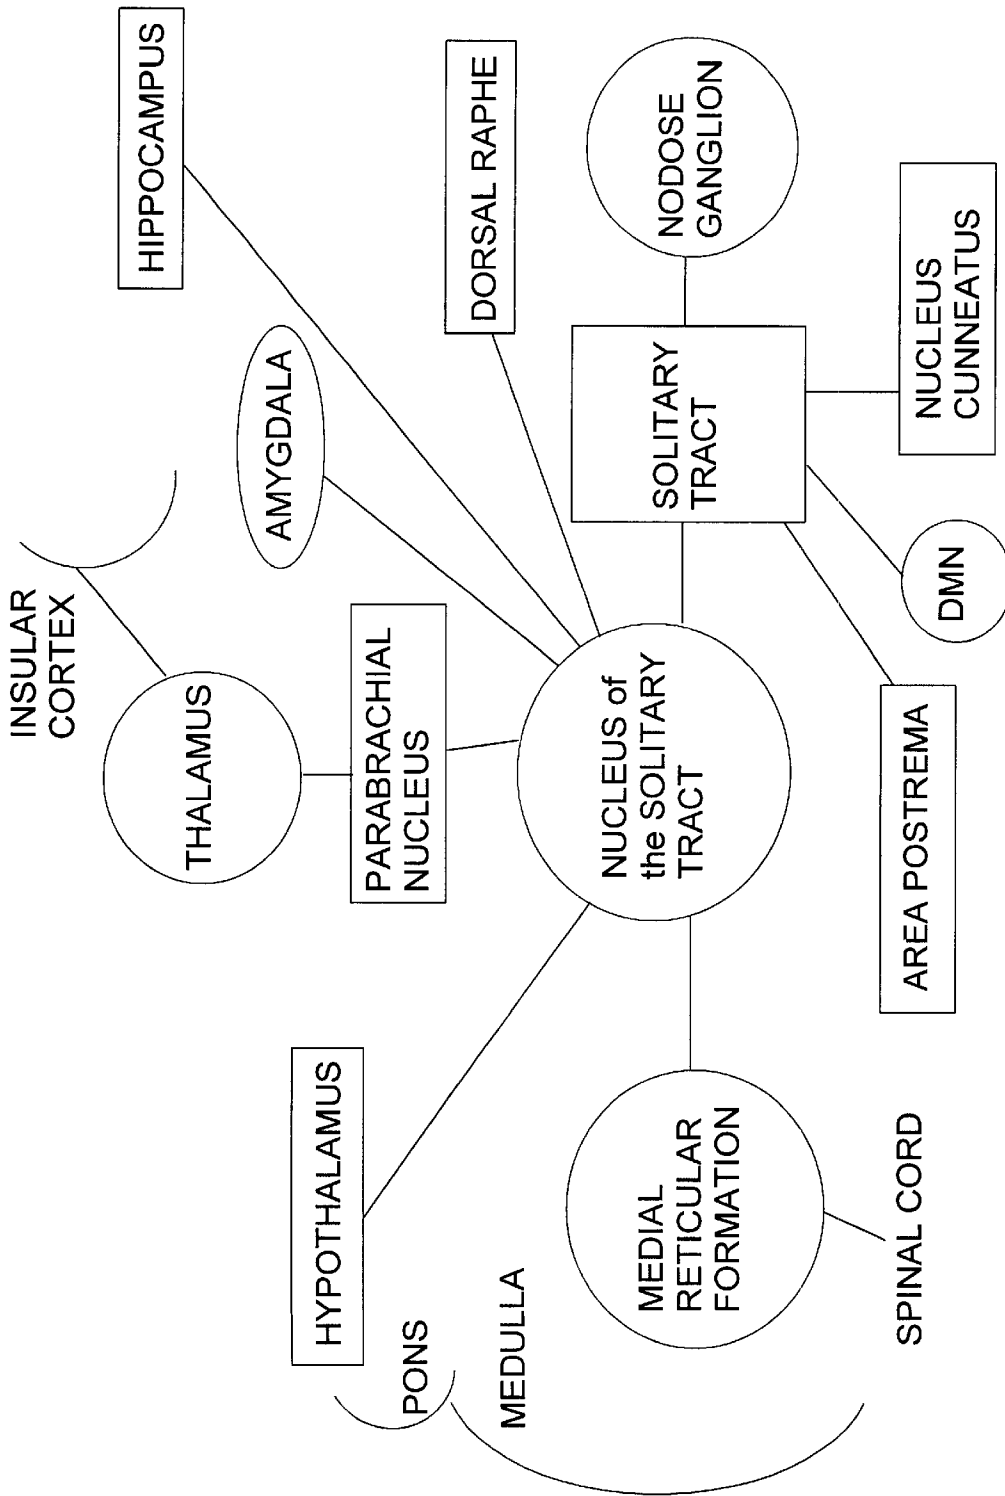 INSULAR
CORTEX
THALAMUS
HIPPOCAMPUS
AMYGDALA
HYPOTHALAMUS
PARABRACHIAL
NUCLEUS
DORSAL RAPHE
PONS
MEDULLA
NUCLEUS of
the SOLITARY
TRACT
SOLITARY
TRACT
NODOSE
GANGLION
MEDIAL
RETICULAR
FORMATION
SPINAL CORD
AREA POSTREMA
DMN
NUCLEUS
CUNNEATUS